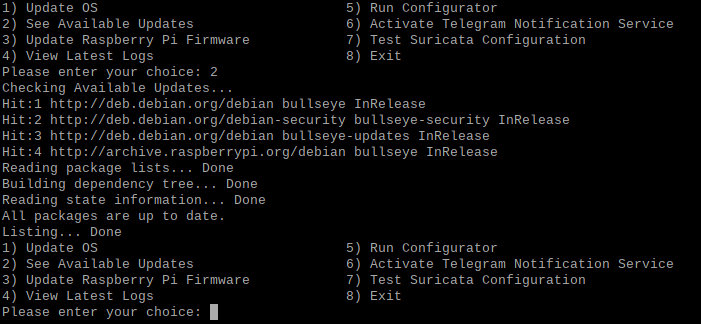 1) Update OS                              5) Run Configurator
2) See Available Updates                  6) Activate Telegram Notification Service
3) Update Raspberry Pi Firmware           7) Test Suricata Configuration
4) View Latest Logs                       8) Exit
Please enter your choice: 2
Checking Available Updates...
Hit:1 http://deb.debian.org/debian bullseye InRelease
Hit:2 http://deb.debian.org/debian-security bullseye-security InRelease
Hit:3 http://deb.debian.org/debian bullseye-updates InRelease
Hit:4 http://archive.raspberrypi.org/debian bullseye InRelease
Reading package lists... Done
Building dependency tree... Done
Reading state information... Done
All packages are up to date.
Listing... Done
1) Update OS                              5) Run Configurator
2) See Available Updates                  6) Activate Telegram Notification Service
3) Update Raspberry Pi Firmware           7) Test Suricata Configuration
4) View Latest Logs                       8) Exit
Please enter your choice: